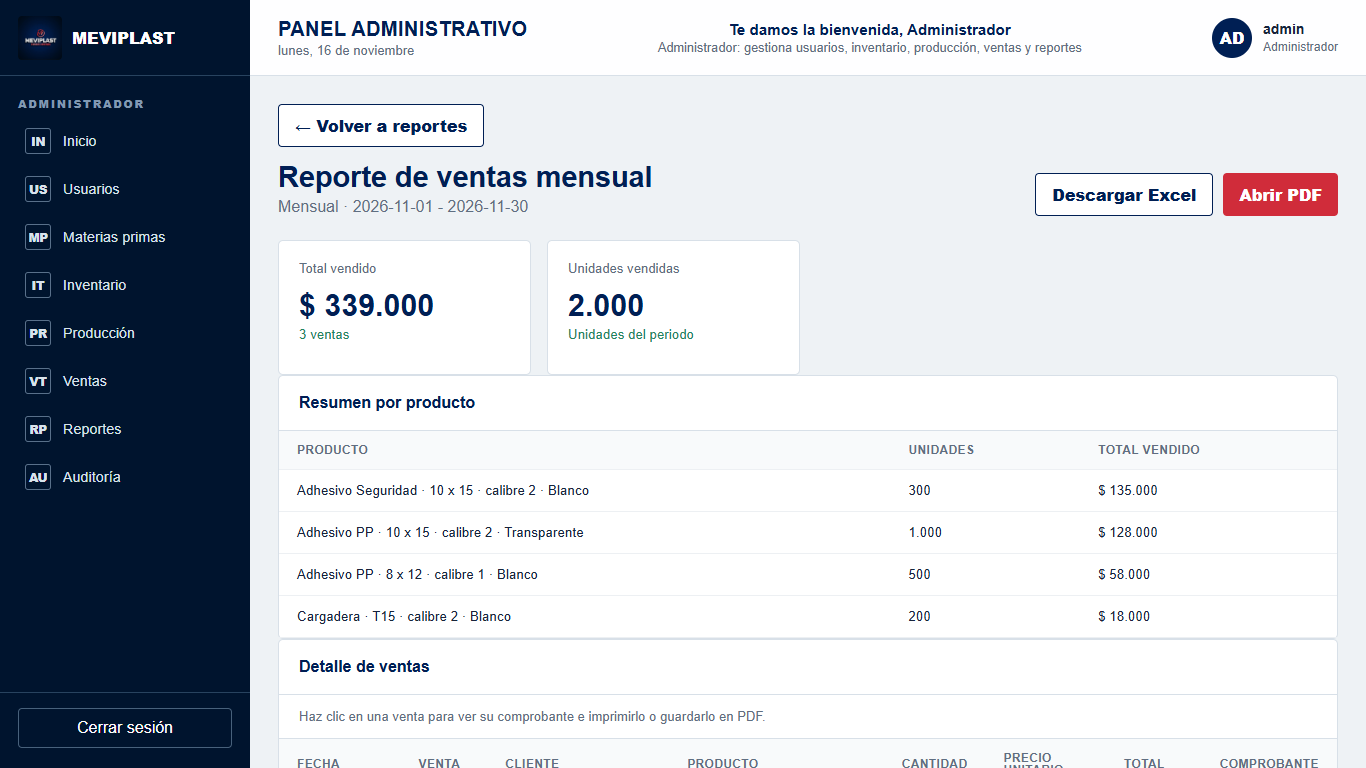 MEVIPLAST
MEVIPLAST
ADMINISTRADOR
IN Inicio
US Usuarios
MP Materias primas
IT Inventario
PR Producción
VT Ventas
RP Reportes
AU Auditoría
Cerrar sesión
PANEL ADMINISTRATIVO
lunes, 16 de noviembre
Te damos la bienvenida, Administrador
Administrador: gestiona usuarios, inventario, producción, ventas y reportes
AD
admin
Administrador
← Volver a reportes
Reporte de ventas mensual
Mensual · 2026-11-01 - 2026-11-30
Descargar Excel
Abrir PDF
Total vendido
$ 339.000
3 ventas
Unidades vendidas
2.000
Unidades del periodo
Resumen por producto
PRODUCTO UNIDADES TOTAL VENDIDO
Adhesivo Seguridad · 10 x 15 · calibre 2 · Blanco 300 $ 135.000
Adhesivo PP · 10 x 15 · calibre 2 · Transparente 1.000 $ 128.000
Adhesivo PP · 8 x 12 · calibre 1 · Blanco 500 $ 58.000
Cargadera · T15 · calibre 2 · Blanco 200 $ 18.000
Detalle de ventas
Haz clic en una venta para ver su comprobante e imprimirlo o guardarlo en PDF.
FECHA VENTA CLIENTE PRODUCTO CANTIDAD PRECIO UNITARIO TOTAL COMPROBANTE